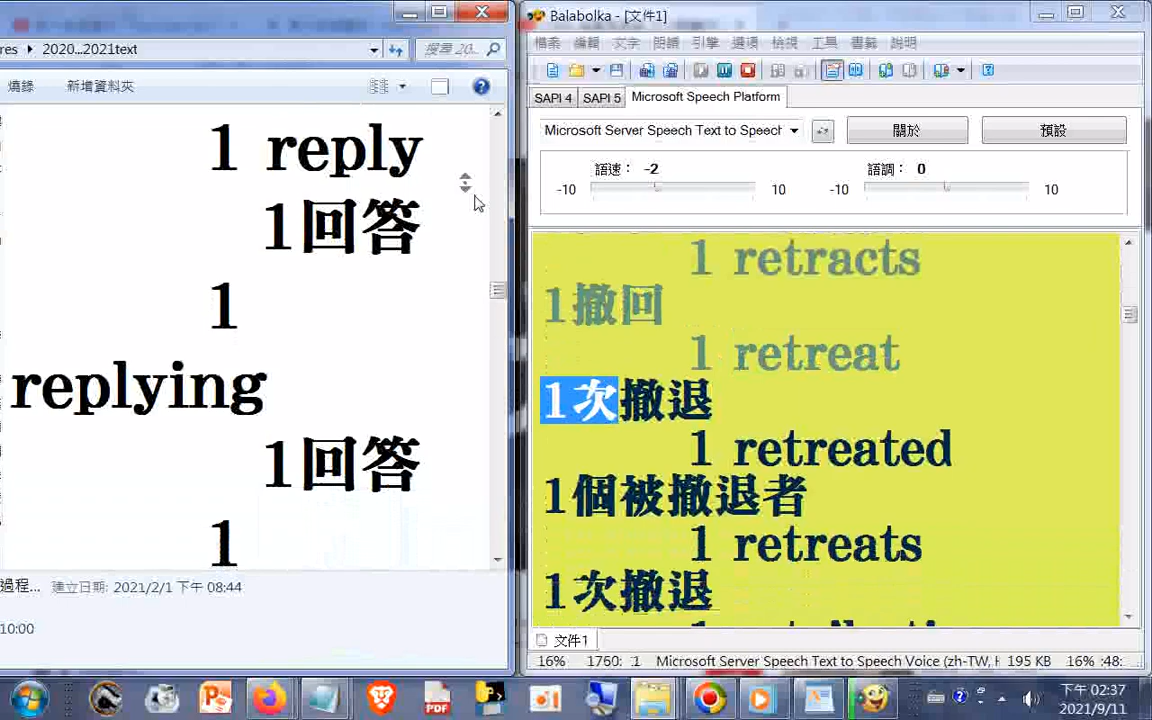 res ▸ 2020...2021text
搜尋 20...
燒錄 新增資料夾
1 reply
1回答
1
replying
1回答
1
過程... 建立日期: 2021/2/1 下午 08:44
10:00
Balabolka - [文件1]
檔案 編輯 文字 閱讀 引擎 選項 檢視 工具 書籤 說明
SAPI 4 SAPI 5 Microsoft Speech Platform
Microsoft Server Speech Text to Speech
關於 預設
語速： -2 語調： 0
-10 10 -10 10
1 retracts
1撤回
1 retreat
1次撤退
1 retreated
1個被撤退者
1 retreats
1次撤退
文件1
16% 1760: 1 Microsoft Server Speech Text to Speech Voice (zh-TW, H 195 KB 16% :48:
PDF
下午 02:37
2021/9/11